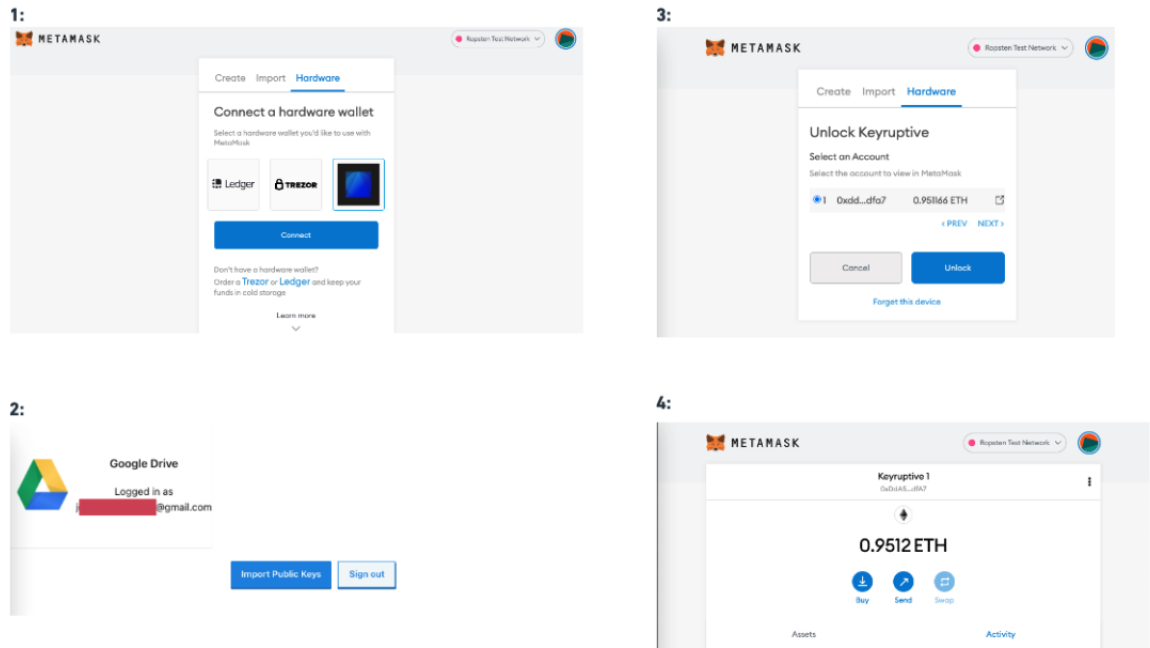 1:
METAMASK
Ropsten Test Network
Create Import Hardware
Connect a hardware wallet
Select a hardware wallet you'd like to use with
MetaMask
Ledger TREZOR
Connect
Don't have a hardware wallet?
Order a Trezor or Ledger and keep your
funds in cold storage
Learn more
2:
Google Drive
Logged in as
j @gmail.com
Import Public Keys Sign out
3:
METAMASK
Ropsten Test Network
Create Import Hardware
Unlock Keyruptive
Select an Account
Select the account to view in MetaMask
1 0xdd...dfa7 0.951166 ETH
< PREV NEXT >
Cancel Unlock
Forget this device
4:
METAMASK
Ropsten Test Network
Keyruptive 1
0xDdA5...dfA7
0.9512 ETH
Buy Send Swap
Assets Activity